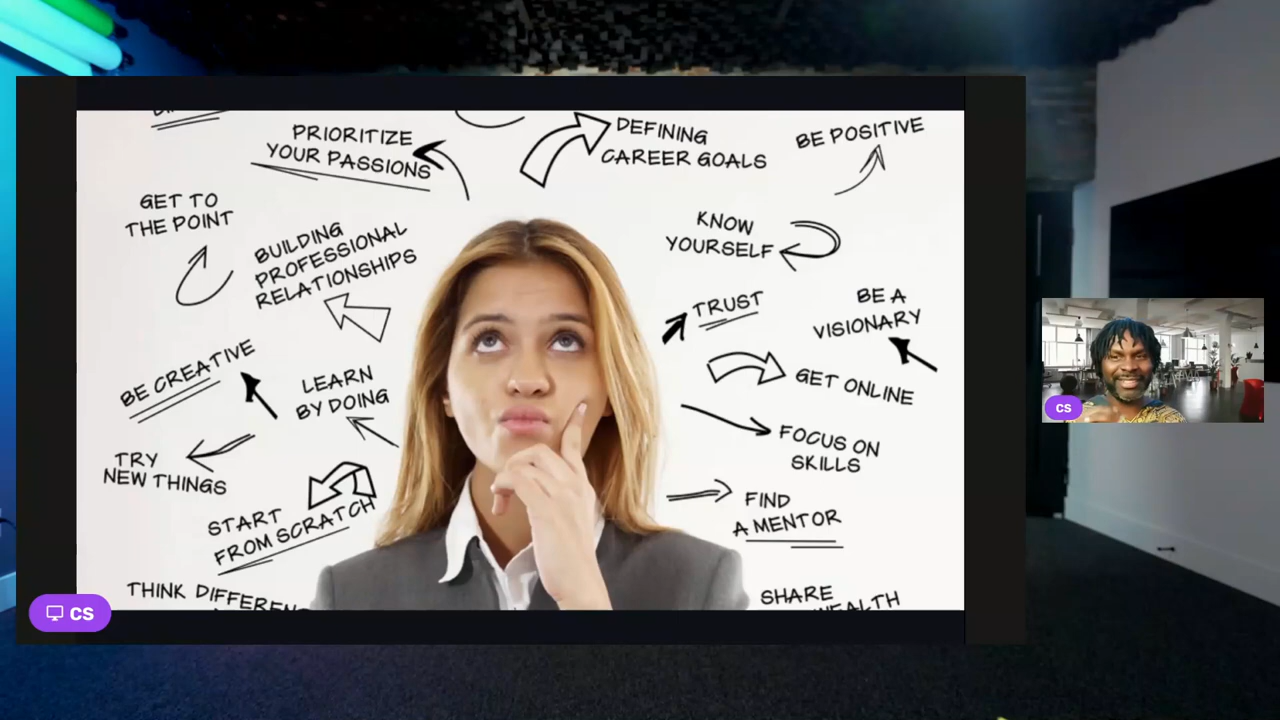 PRIORITIZE
YOUR PASSIONS
DEFINING
CAREER GOALS
BE POSITIVE
GET TO
THE POINT
BUILDING
PROFESSIONAL
RELATIONSHIPS
KNOW
YOURSELF
TRUST
BE A
VISIONARY
BE CREATIVE
LEARN
BY DOING
GET ONLINE
TRY
NEW THINGS
FOCUS ON
SKILLS
START
FROM SCRATCH
FIND
A MENTOR
THINK
SHARE
CS
CS